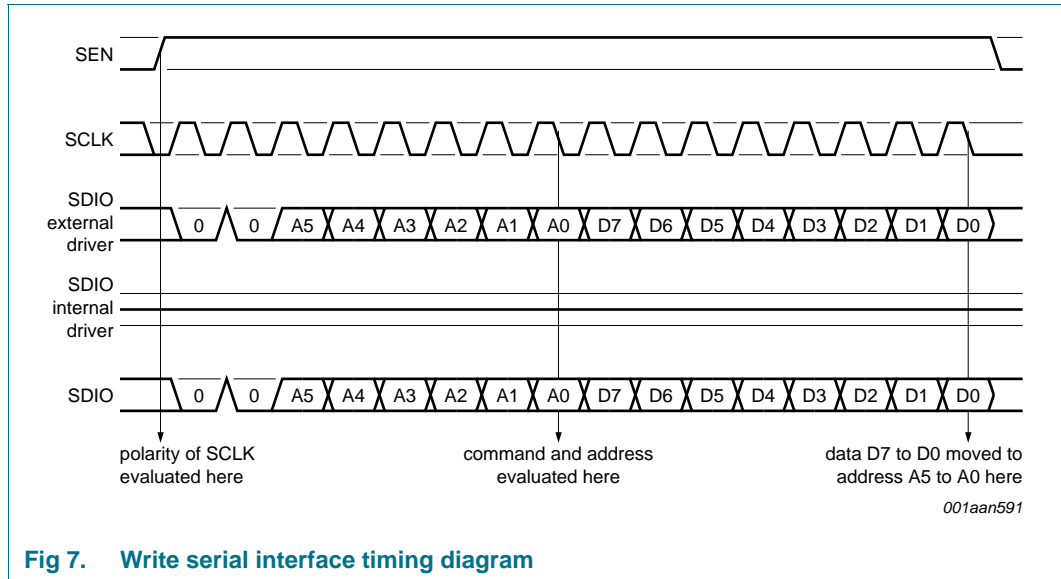 SEN
SCLK
SDIO
external
driver
0 0 A5 A4 A3 A2 A1 A0 D7 D6 D5 D4 D3 D2 D1 D0
SDIO
internal
driver
SDIO
0 0 A5 A4 A3 A2 A1 A0 D7 D6 D5 D4 D3 D2 D1 D0
polarity of SCLK
evaluated here
command and address
evaluated here
data D7 to D0 moved to
address A5 to A0 here
001aan591
Fig 7. Write serial interface timing diagram